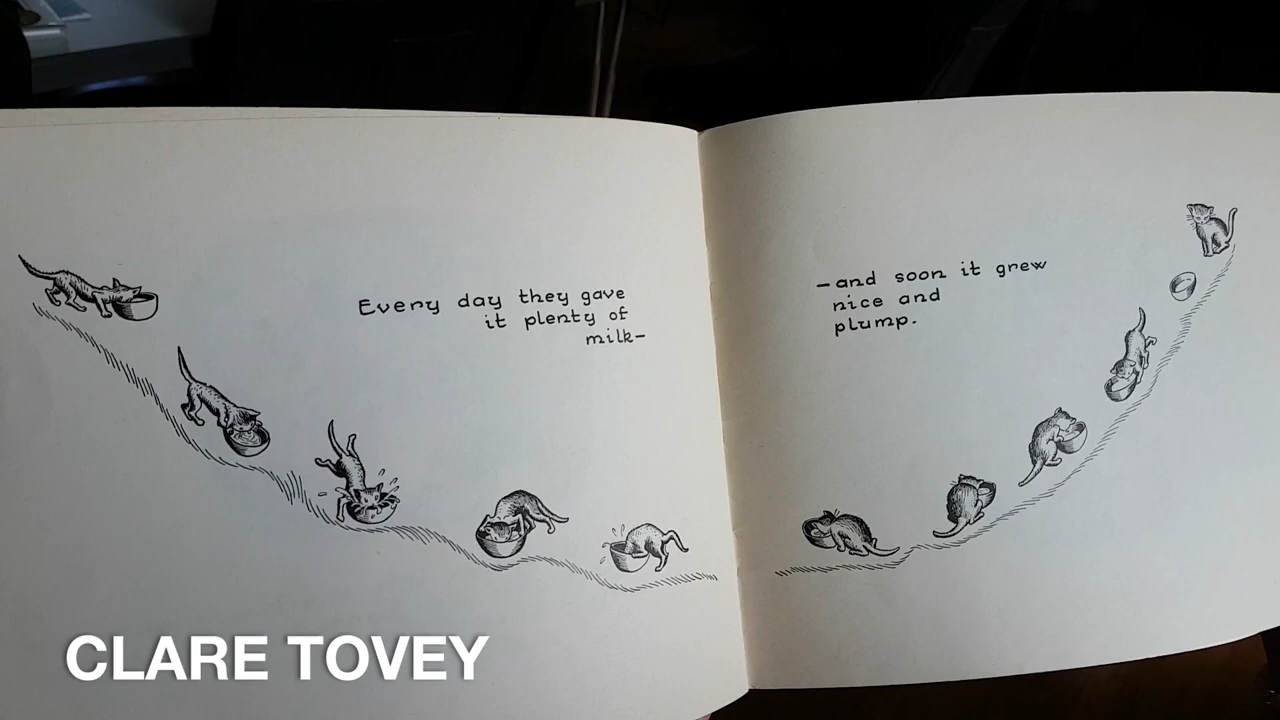 Every day they gave
it plenty of
milk–
–and soon it grew
nice and
plump.
CLARE TOVEY